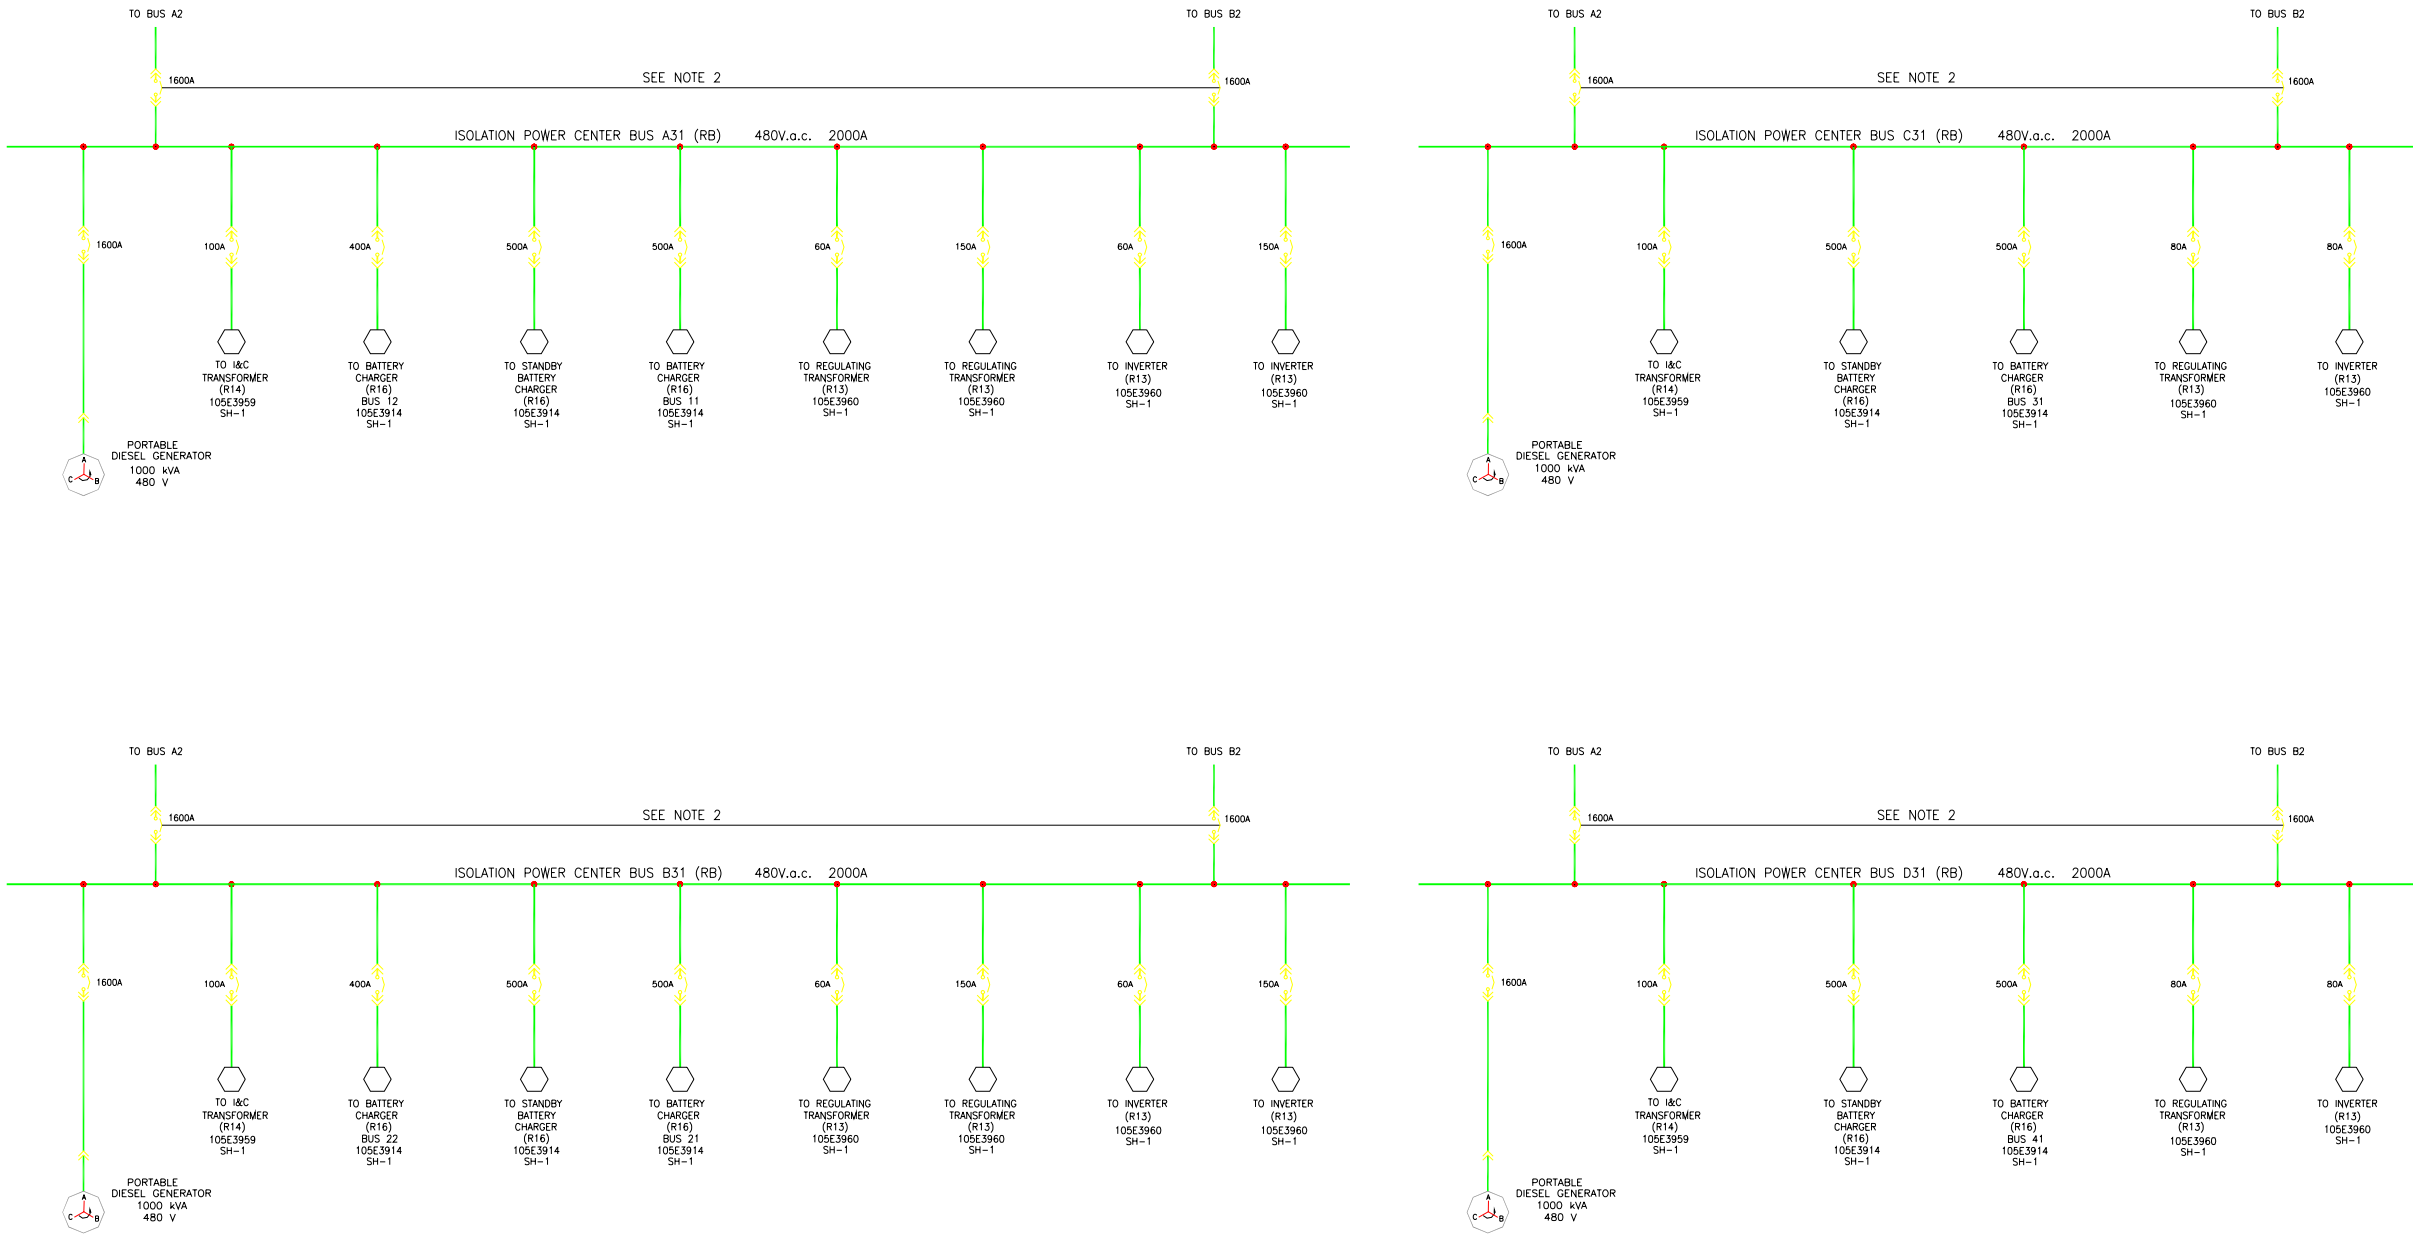 TO BUS A2
TO BUS B2
1600A
SEE NOTE 2
1600A
ISOLATION POWER CENTER BUS A31 (RB) 480V.a.c. 2000A
1600A
100A
400A
500A
500A
60A
150A
60A
150A
TO I&C
TRANSFORMER
(R14)
105E3959
SH-1
TO BATTERY
CHARGER
(R16)
BUS 12
105E3914
SH-1
TO STANDBY
BATTERY
CHARGER
(R16)
105E3914
SH-1
TO BATTERY
CHARGER
(R16)
BUS 11
105E3914
SH-1
TO REGULATING
TRANSFORMER
(R13)
105E3960
SH-1
TO REGULATING
TRANSFORMER
(R13)
105E3960
SH-1
TO INVERTER
(R13)
105E3960
SH-1
TO INVERTER
(R13)
105E3960
SH-1
PORTABLE
DIESEL GENERATOR
1000 kVA
480 V
A
C
B
TO BUS A2
TO BUS B2
1600A
SEE NOTE 2
1600A
ISOLATION POWER CENTER BUS C31 (RB) 480V.a.c. 2000A
1600A
100A
500A
500A
80A
80A
TO I&C
TRANSFORMER
(R14)
105E3959
SH-1
TO STANDBY
BATTERY
CHARGER
(R16)
105E3914
SH-1
TO BATTERY
CHARGER
(R16)
BUS 31
105E3914
SH-1
TO REGULATING
TRANSFORMER
(R13)
105E3960
SH-1
TO INVERTER
(R13)
105E3960
SH-1
PORTABLE
DIESEL GENERATOR
1000 kVA
480 V
A
C
B
TO BUS A2
TO BUS B2
1600A
SEE NOTE 2
1600A
ISOLATION POWER CENTER BUS B31 (RB) 480V.a.c. 2000A
1600A
100A
400A
500A
500A
60A
150A
60A
150A
TO I&C
TRANSFORMER
(R14)
105E3959
SH-1
TO BATTERY
CHARGER
(R16)
BUS 22
105E3914
SH-1
TO STANDBY
BATTERY
CHARGER
(R16)
105E3914
SH-1
TO BATTERY
CHARGER
(R16)
BUS 21
105E3914
SH-1
TO REGULATING
TRANSFORMER
(R13)
105E3960
SH-1
TO REGULATING
TRANSFORMER
(R13)
105E3960
SH-1
TO INVERTER
(R13)
105E3960
SH-1
TO INVERTER
(R13)
105E3960
SH-1
PORTABLE
DIESEL GENERATOR
1000 kVA
480 V
A
C
B
TO BUS A2
TO BUS B2
1600A
SEE NOTE 2
1600A
ISOLATION POWER CENTER BUS D31 (RB) 480V.a.c. 2000A
1600A
100A
500A
500A
80A
80A
TO I&C
TRANSFORMER
(R14)
105E3959
SH-1
TO STANDBY
BATTERY
CHARGER
(R16)
105E3914
SH-1
TO BATTERY
CHARGER
(R16)
BUS 41
105E3914
SH-1
TO REGULATING
TRANSFORMER
(R13)
105E3960
SH-1
TO INVERTER
(R13)
105E3960
SH-1
PORTABLE
DIESEL GENERATOR
1000 kVA
480 V
A
C
B